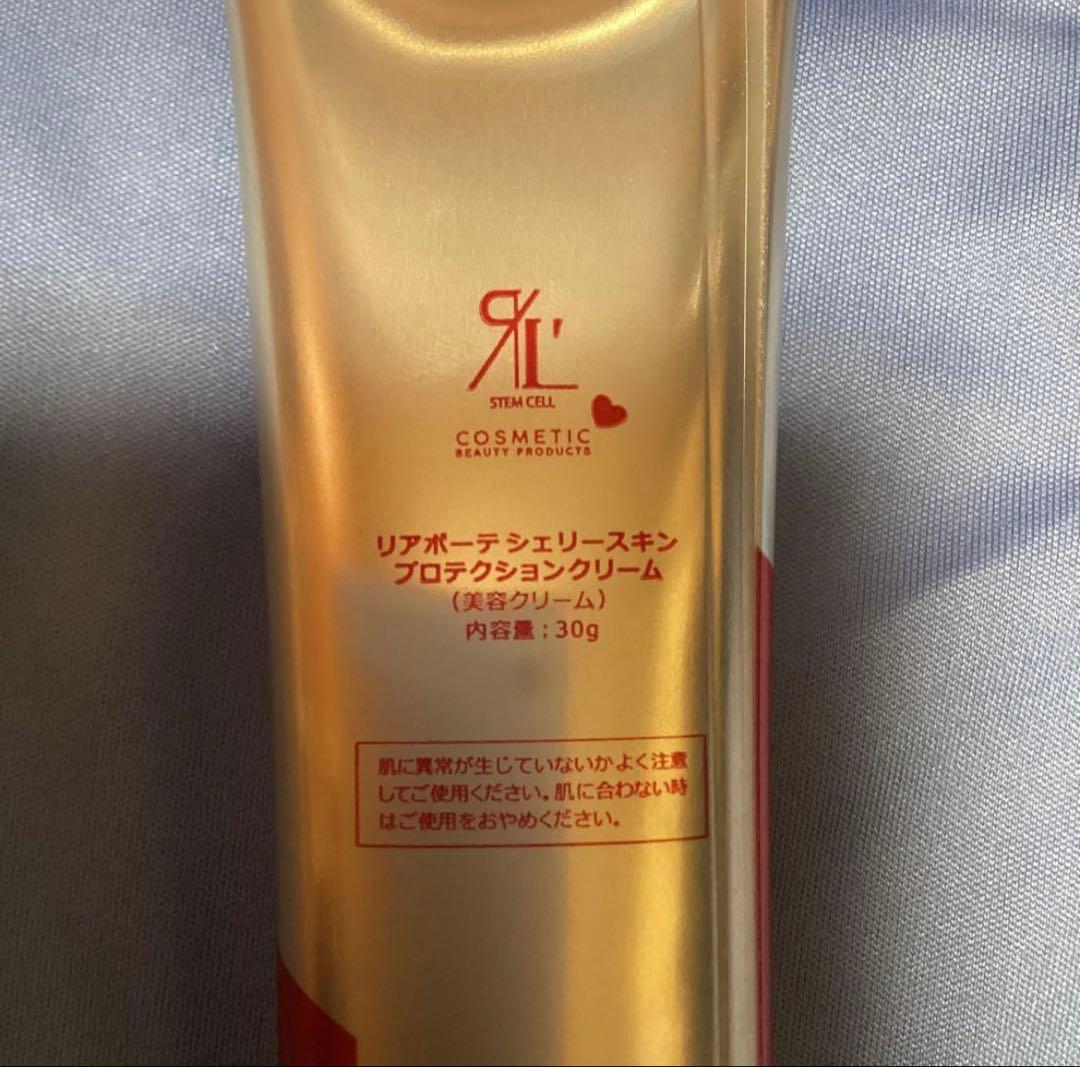 RL'
STEM CELL
COSMETIC
BEAUTY PRODUCTS
リアボーテ シェリースキン
プロテクションクリーム
（美容クリーム）
内容量：30g
肌に異常が生じていないかよく注意
してご使用ください。肌に合わない時
はご使用をおやめください。